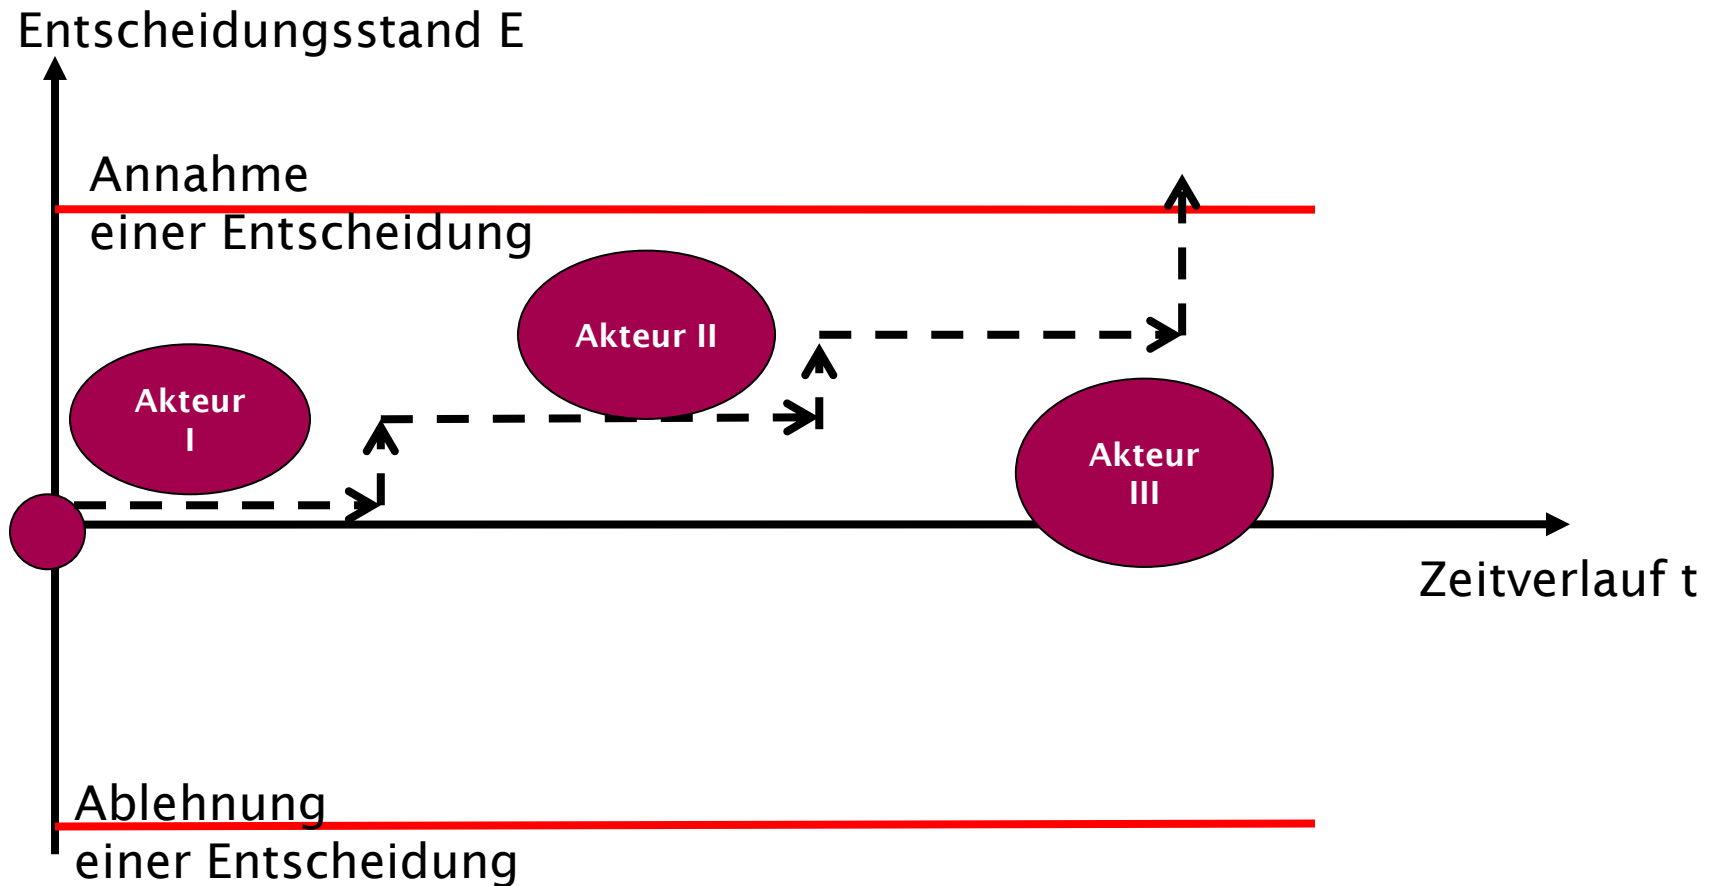 Entscheidungsstand E
Annahme
einer Entscheidung
Akteur II
Akteur
I
Akteur
III
Zeitverlauf t
Ablehnung
einer Entscheidung